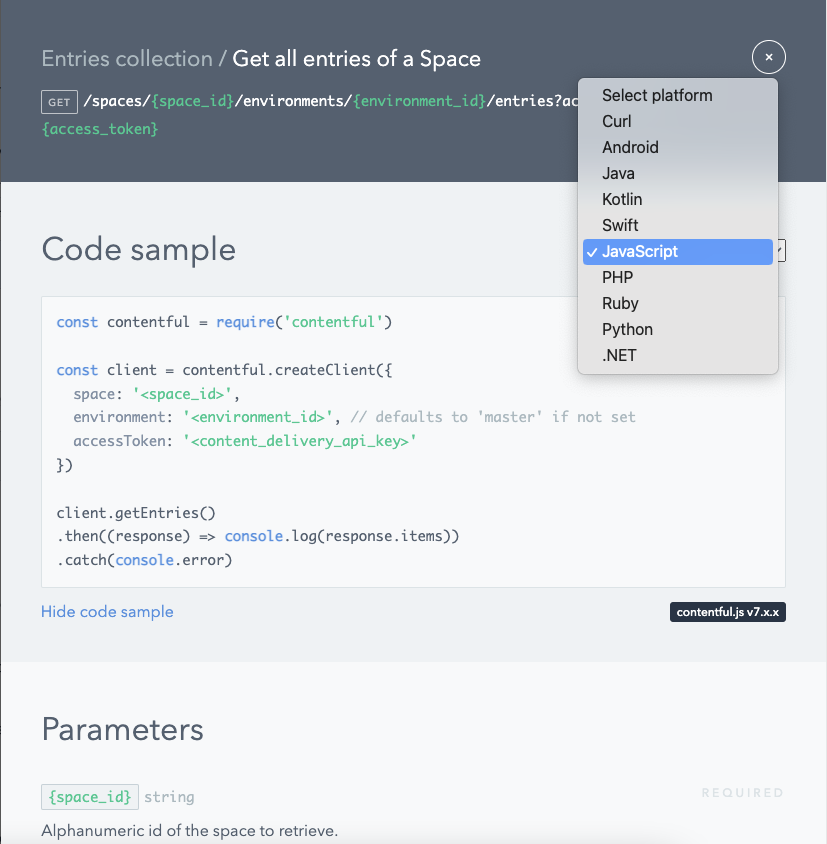 Entries collection / Get all entries of a Space
×
GET /spaces/{space_id}/environments/{environment_id}/entries?ac
{access_token}
Select platform
Curl
Android
Java
Kotlin
Swift
✓ JavaScript
PHP
Ruby
Python
.NET
Code sample
const contentful = require('contentful')
const client = contentful.createClient({
space: '<space_id>',
environment: '<environment_id>', // defaults to 'master' if not set
accessToken: '<content_delivery_api_key>'
})
client.getEntries()
.then((response) => console.log(response.items))
.catch(console.error)
Hide code sample
contentful.js v7.x.x
Parameters
{space_id} string
REQUIRED
Alphanumeric id of the space to retrieve.